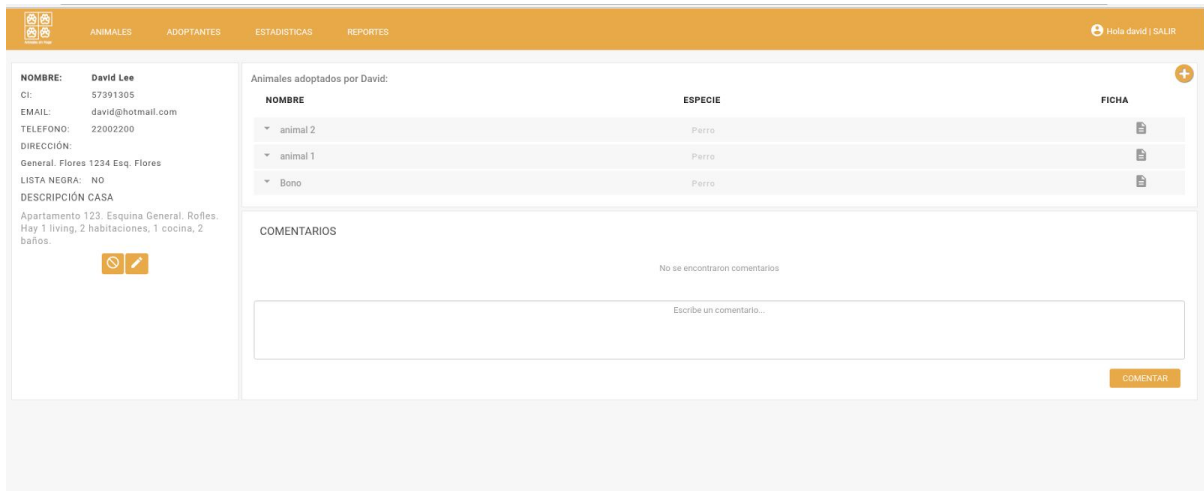 ANIMALES ADOPTANTES ESTADISTICAS REPORTES Hola david | SALIR
NOMBRE: David Lee
CI: 57391305
EMAIL: david@hotmail.com
TELEFONO: 22002200
DIRECCIÓN:
General. Flores 1234 Esq. Flores
LISTA NEGRA: NO
DESCRIPCIÓN CASA
Apartamento 123. Esquina General. Rofles.
Hay 1 living, 2 habitaciones, 1 cocina, 2
baños.
Animales adoptados por David:
NOMBRE ESPECIE FICHA
animal 2 Perro
animal 1 Perro
Bono Perro
COMENTARIOS
No se encontraron comentarios
Escribe un comentario...
COMENTAR